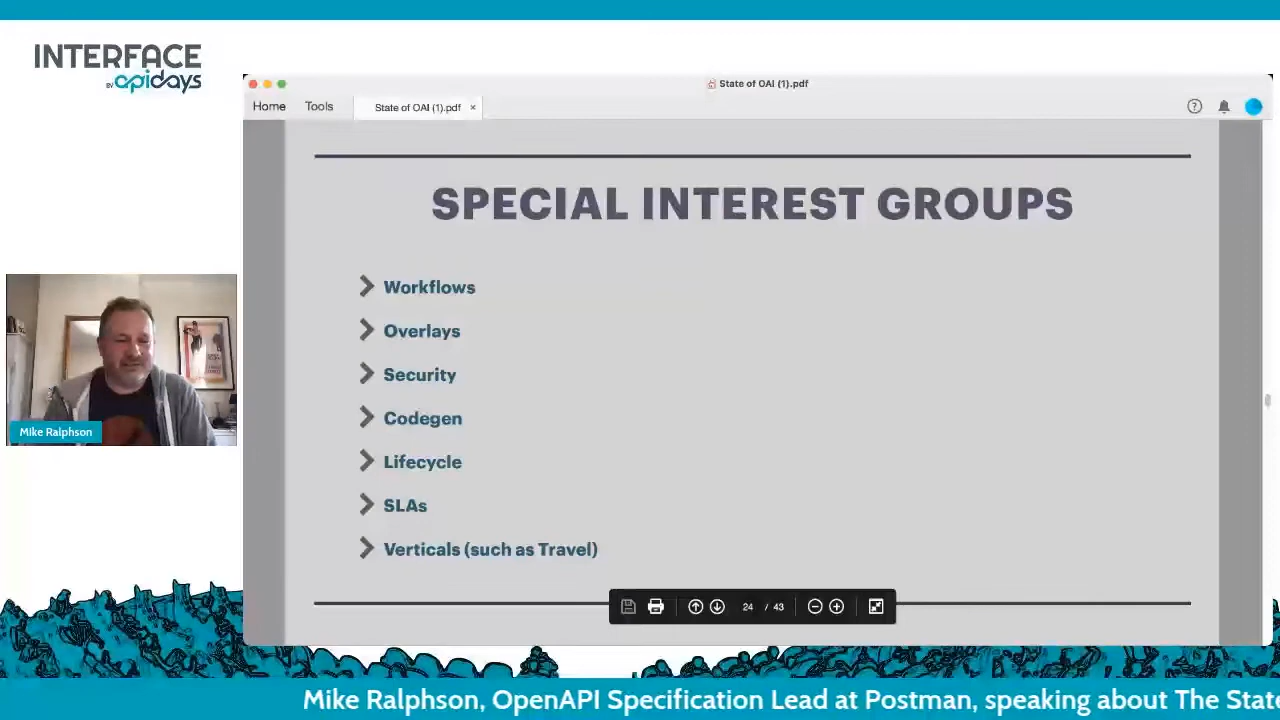 INTERFACE
BY apidays
State of OAI (1).pdf
Home Tools State of OAI (1).pdf ×
SPECIAL INTEREST GROUPS
Workflows
Overlays
Security
Codegen
Lifecycle
SLAs
Verticals (such as Travel)
Mike Ralphson
24 / 43
Mike Ralphson, OpenAPI Specification Lead at Postman, speaking about The State